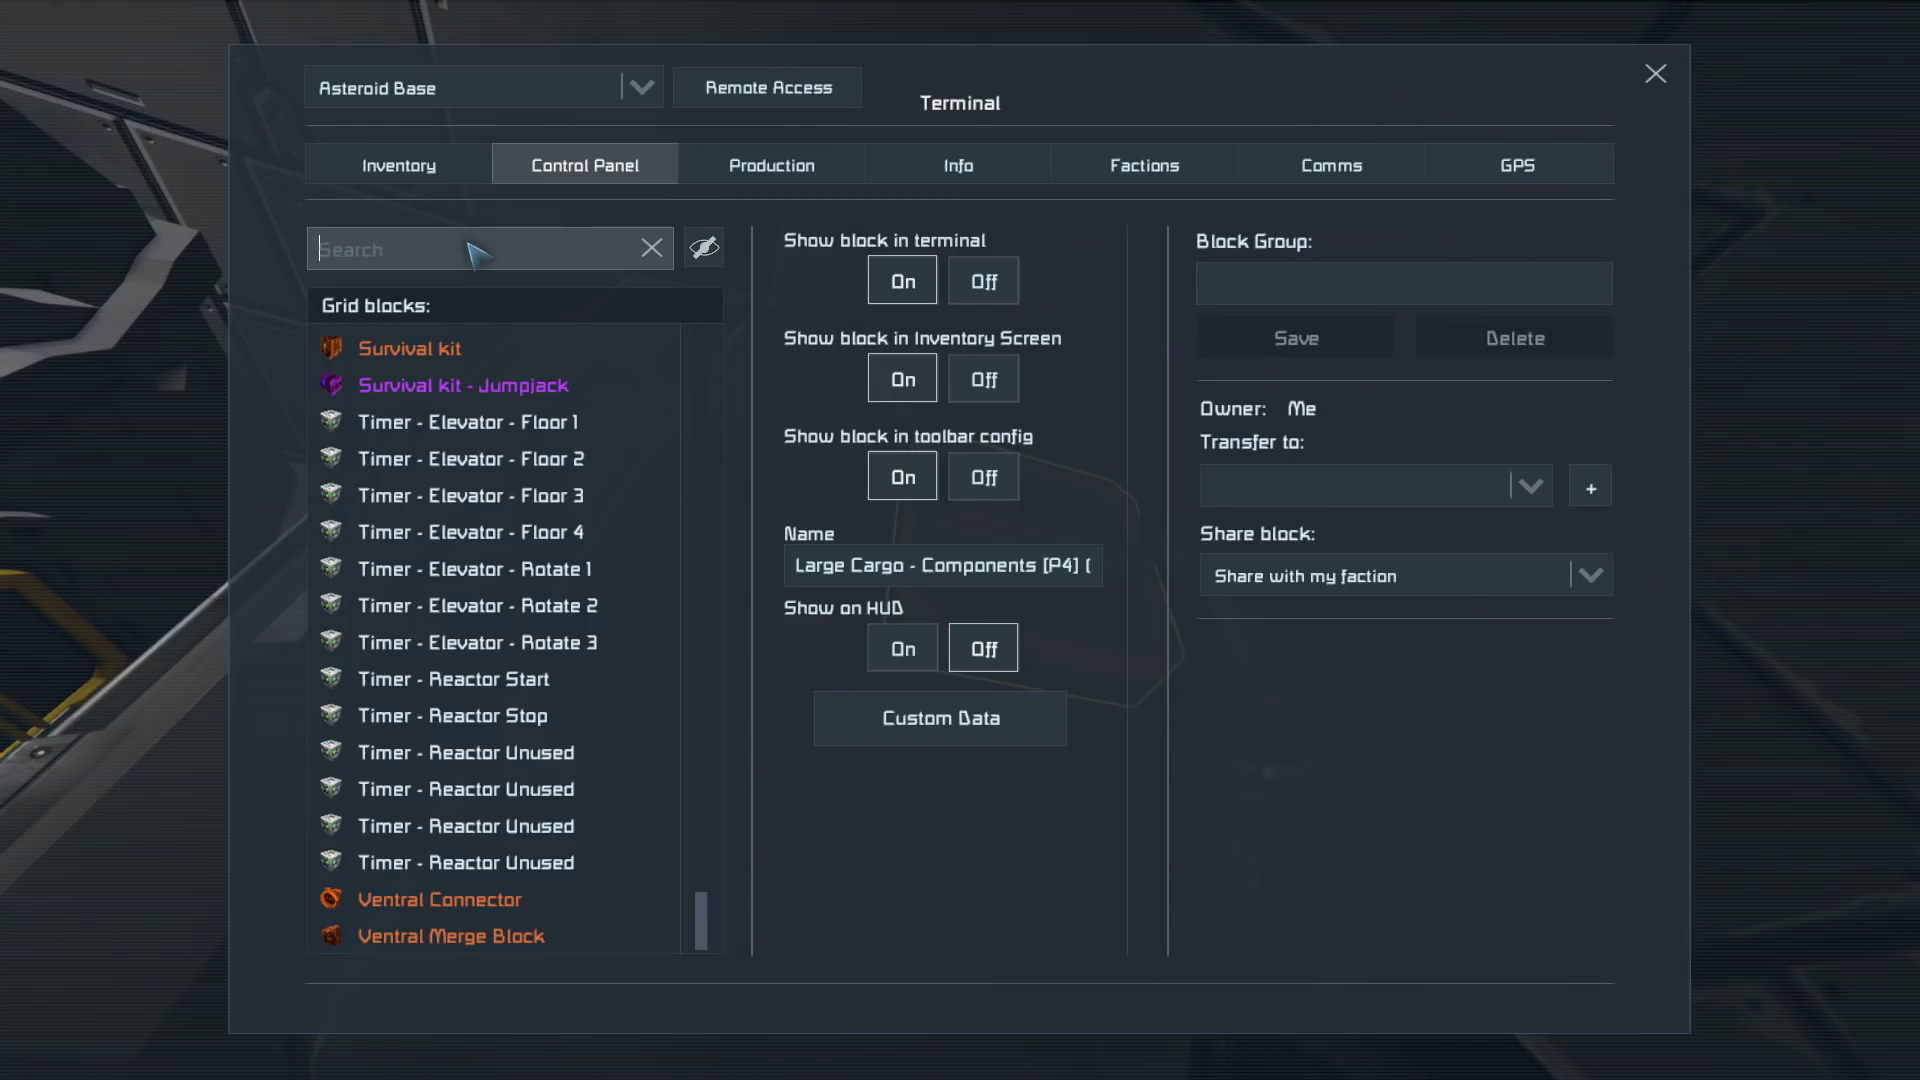 Asteroid Base
Remote Access
Terminal
Inventory
Control Panel
Production
Info
Factions
Comms
GPS
Search
Grid blocks:
Survival kit
Survival kit - Jumpjack
Timer - Elevator - Floor 1
Timer - Elevator - Floor 2
Timer - Elevator - Floor 3
Timer - Elevator - Floor 4
Timer - Elevator - Rotate 1
Timer - Elevator - Rotate 2
Timer - Elevator - Rotate 3
Timer - Reactor Start
Timer - Reactor Stop
Timer - Reactor Unused
Timer - Reactor Unused
Timer - Reactor Unused
Timer - Reactor Unused
Ventral Connector
Ventral Merge Block
Show block in terminal
On Off
Show block in Inventory Screen
On Off
Show block in toolbar config
On Off
Name
Large Cargo - Components [P4] (
Show on HUD
On Off
Custom Data
Block Group:
Save Delete
Owner: Me
Transfer to:
+
Share block:
Share with my faction